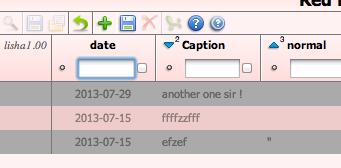 lisha1.00 date 2 Caption 3 normal
2013-07-29 another one sir !
2013-07-15 ffffzzfff
2013-07-15 efzef "